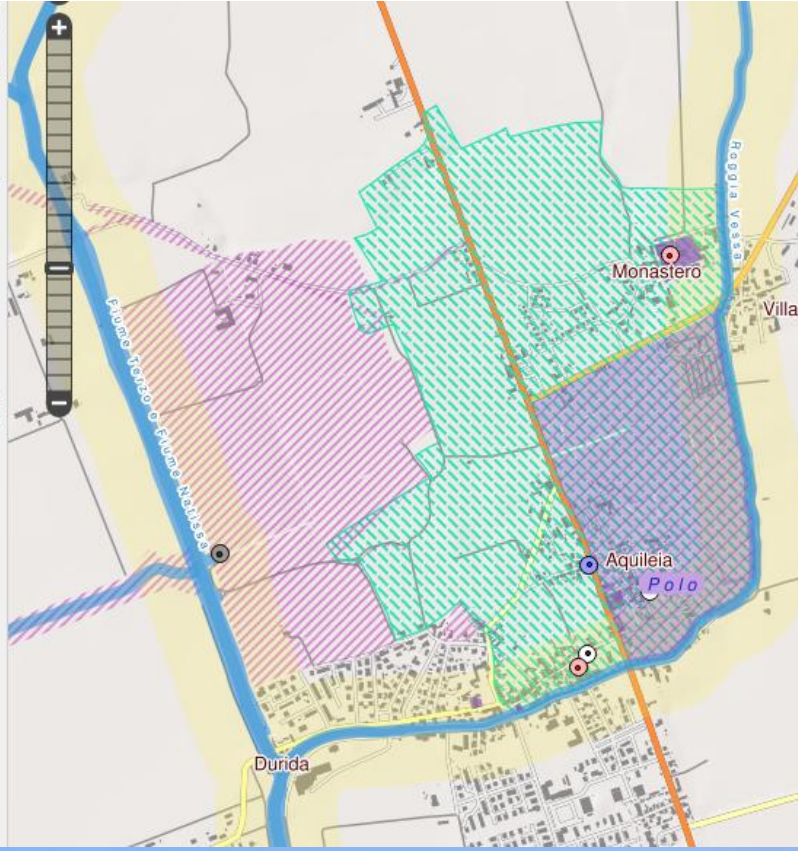 +
Roggia Vessa
Monastero
Villa
Fiume Terzo e Fiume Natissa
Aquileia
Polo
Durida
−